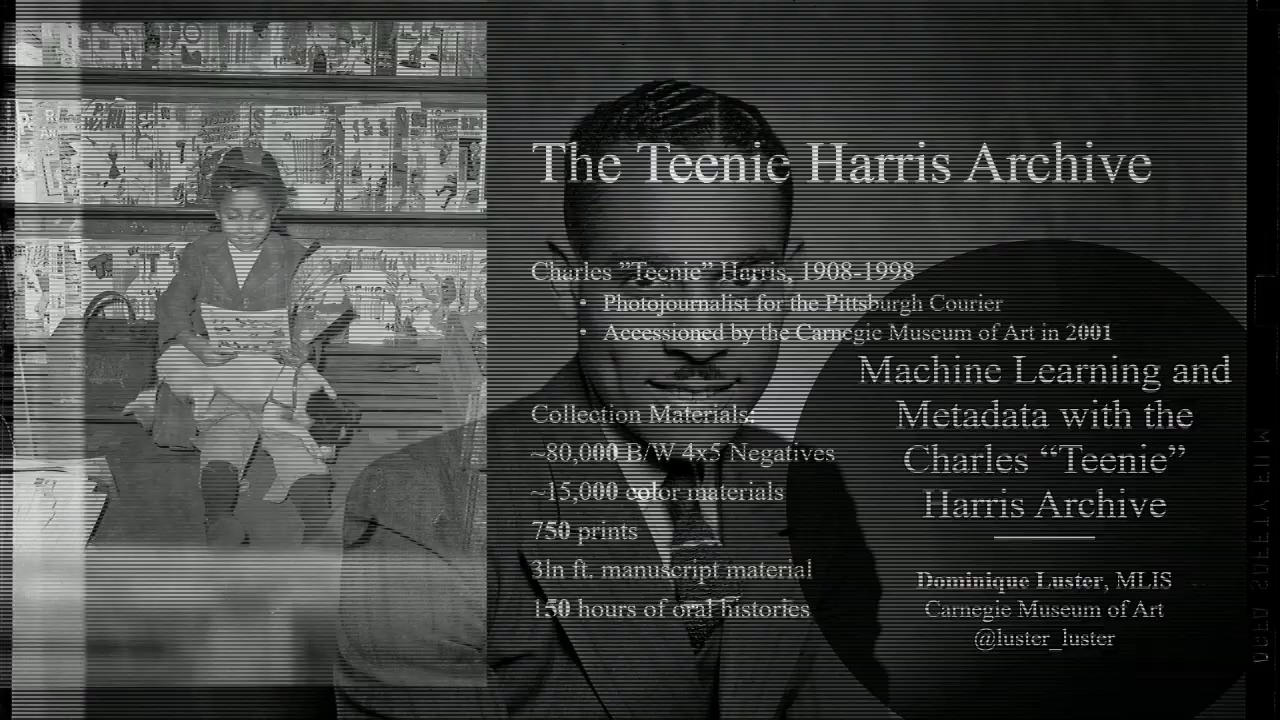 The Teenie Harris Archive
Charles ”Teenie” Harris, 1908-1998
• Photojournalist for the Pittsburgh Courier
• Accessioned by the Carnegie Museum of Art in 2001
Collection Materials:
~80,000 B/W 4x5 Negatives
~15,000 color materials
750 prints
3ln ft. manuscript material
150 hours of oral histories
Machine Learning and
Metadata with the
Charles “Teenie”
Harris Archive
Dominique Luster, MLIS
Carnegie Museum of Art
@luster_luster